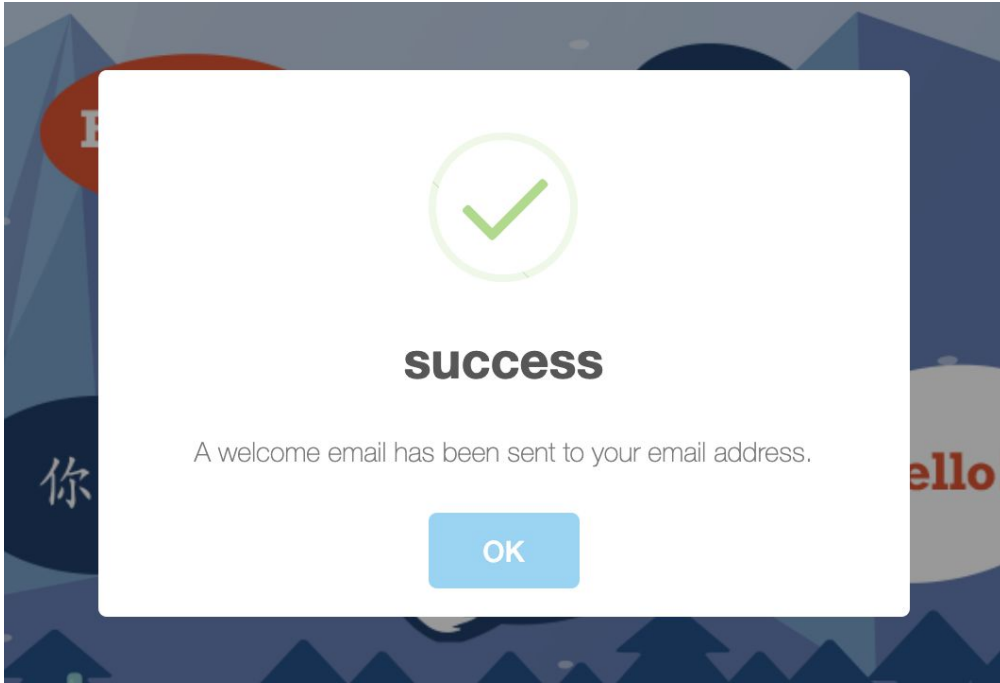 success
A welcome email has been sent to your email address.
你
ello
OK